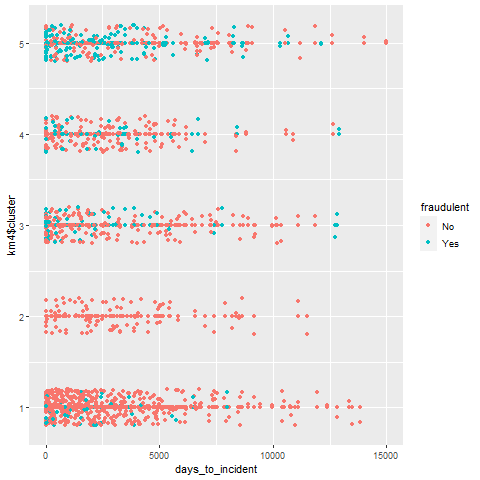 5
4
3
2
1
km4$cluster
0
5000
10000
15000
days_to_incident
fraudulent
No
Yes